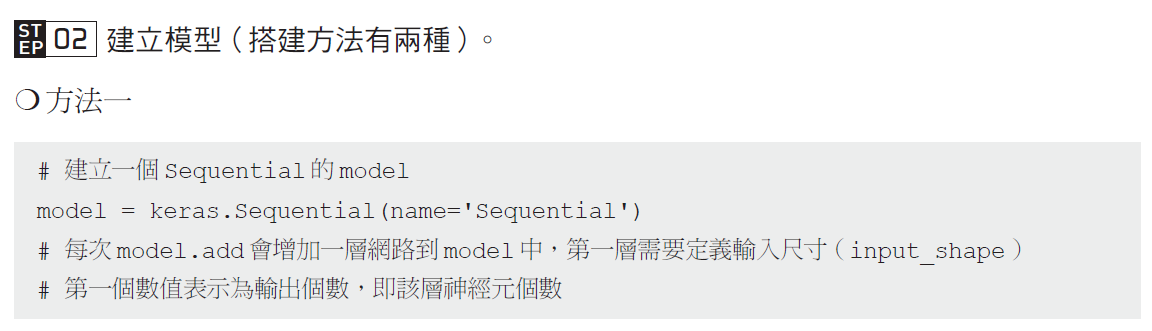 STEP 02 建立模型（搭建方法有兩種）。
❍方法一
# 建立一個 Sequential 的 model
model = keras.Sequential(name='Sequential')
# 每次 model.add 會增加一層網路到 model 中，第一層需要定義輸入尺寸（input_shape）
# 第一個數值表示為輸出個數，即該層神經元個數